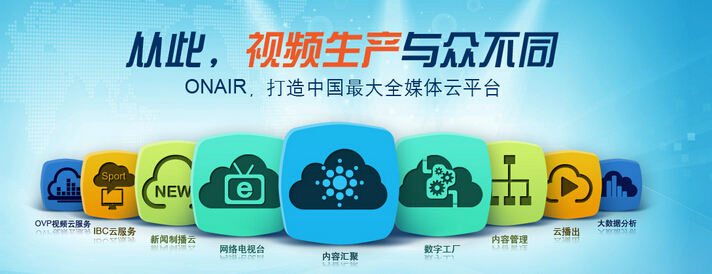 从此，视频生产与众不同
ONAIR，打造中国最大全媒体云平台
Sport
NEW
e
OVP视频云服务
IBC云服务
新闻制播云
网络电视台
内容汇聚
数字工厂
内容管理
云播出
大数据分析